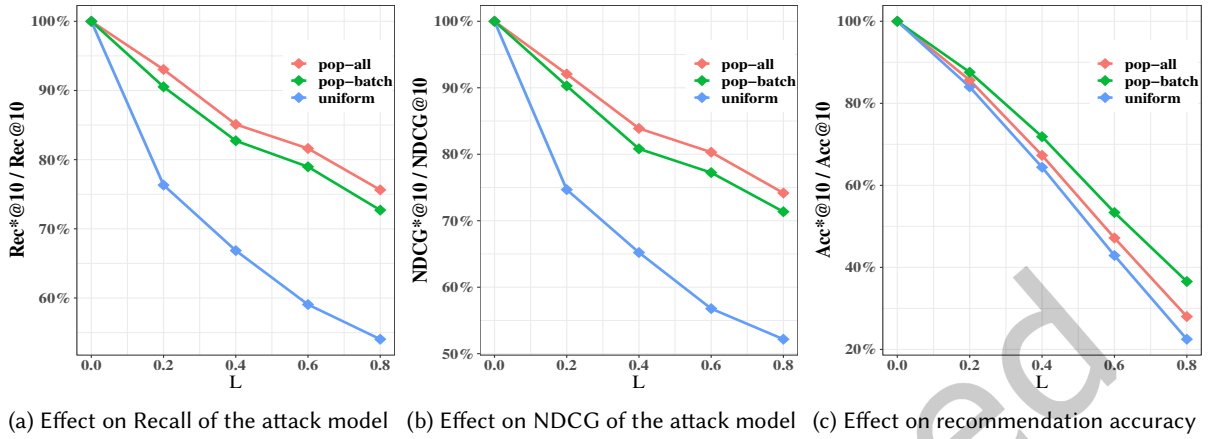 Rec*@10 / Rec@10
100%
90%
80%
70%
60%
0.0 0.2 0.4 0.6 0.8
L
pop-all
pop-batch
uniform
(a) Effect on Recall of the attack model
NDCG*@10 / NDCG@10
100%
90%
80%
70%
60%
50%
0.0 0.2 0.4 0.6 0.8
L
pop-all
pop-batch
uniform
(b) Effect on NDCG of the attack model
Acc*@10 / Acc@10
100%
80%
60%
40%
20%
0.0 0.2 0.4 0.6 0.8
L
pop-all
pop-batch
uniform
(c) Effect on recommendation accuracy
ed